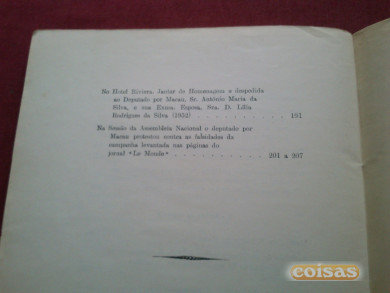 No Hotel Riviera. Jantar de Homenagem e despedida
ao Deputado por Macau, Sr. António Maria da
Silva, e sua Exma. Esposa, Sra. D. Lília
Rodrigues da Silva (1952) . . . . . . . . . . 191
Na Sessão da Assembleia Nacional o deputado por
Macau protestou contra as falsidades da
campanha levantada nas páginas do
jornal «Le Monde» . . . . . . . . . . 201 a 207
coisas